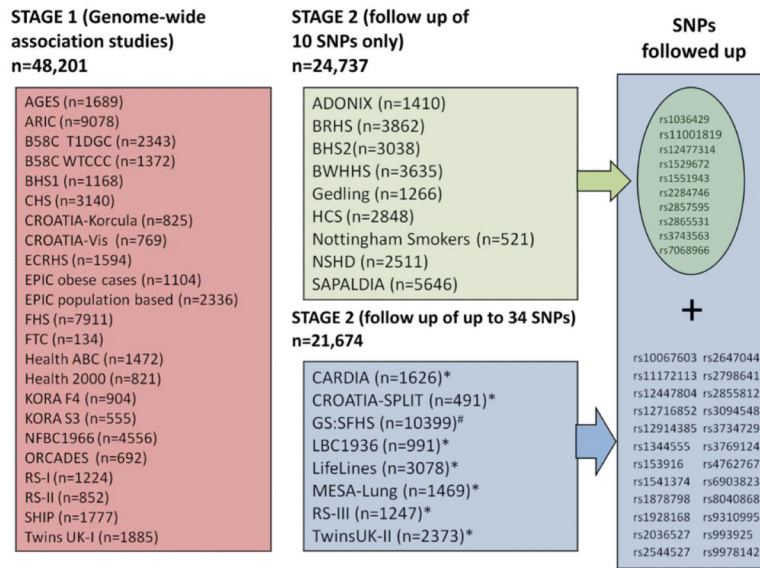 STAGE 1 (Genome-wide
association studies)
n=48,201
AGES (n=1689)
ARIC (n=9078)
B58C T1DGC (n=2343)
B58C WTCCC (n=1372)
BHS1 (n=1168)
CHS (n=3140)
CROATIA-Korcula (n=825)
CROATIA-Vis (n=769)
ECRHS (n=1594)
EPIC obese cases (n=1104)
EPIC population based (n=2336)
FHS (n=7911)
FTC (n=134)
Health ABC (n=1472)
Health 2000 (n=821)
KORA F4 (n=904)
KORA S3 (n=555)
NFBC1966 (n=4556)
ORCADES (n=692)
RS-I (n=1224)
RS-II (n=852)
SHIP (n=1777)
Twins UK-I (n=1885)
STAGE 2 (follow up of
10 SNPs only)
n=24,737
ADONIX (n=1410)
BRHS (n=3862)
BHS2(n=3038)
BWHHS (n=3635)
Gedling (n=1266)
HCS (n=2848)
Nottingham Smokers (n=521)
NSHD (n=2511)
SAPALDIA (n=5646)
STAGE 2 (follow up of up to 34 SNPs)
n=21,674
CARDIA (n=1626)*
CROATIA-SPLIT (n=491)*
GS:SFHS (n=10399)#
LBC1936 (n=991)*
LifeLines (n=3078)*
MESA-Lung (n=1469)*
RS-III (n=1247)*
TwinsUK-II (n=2373)*
SNPs
followed up
rs1036429
rs11001819
rs12477314
rs1529672
rs1551943
rs2284746
rs2857595
rs2865531
rs3743563
rs7068966
+
rs10067603 rs2647044
rs11172113 rs2798641
rs12447804 rs2855812
rs12716852 rs3094548
rs12914385 rs3734729
rs1344555 rs3769124
rs153916 rs4762767
rs1541374 rs6903823
rs1878798 rs8040868
rs1928168 rs9310995
rs2036527 rs993925
rs2544527 rs9978142